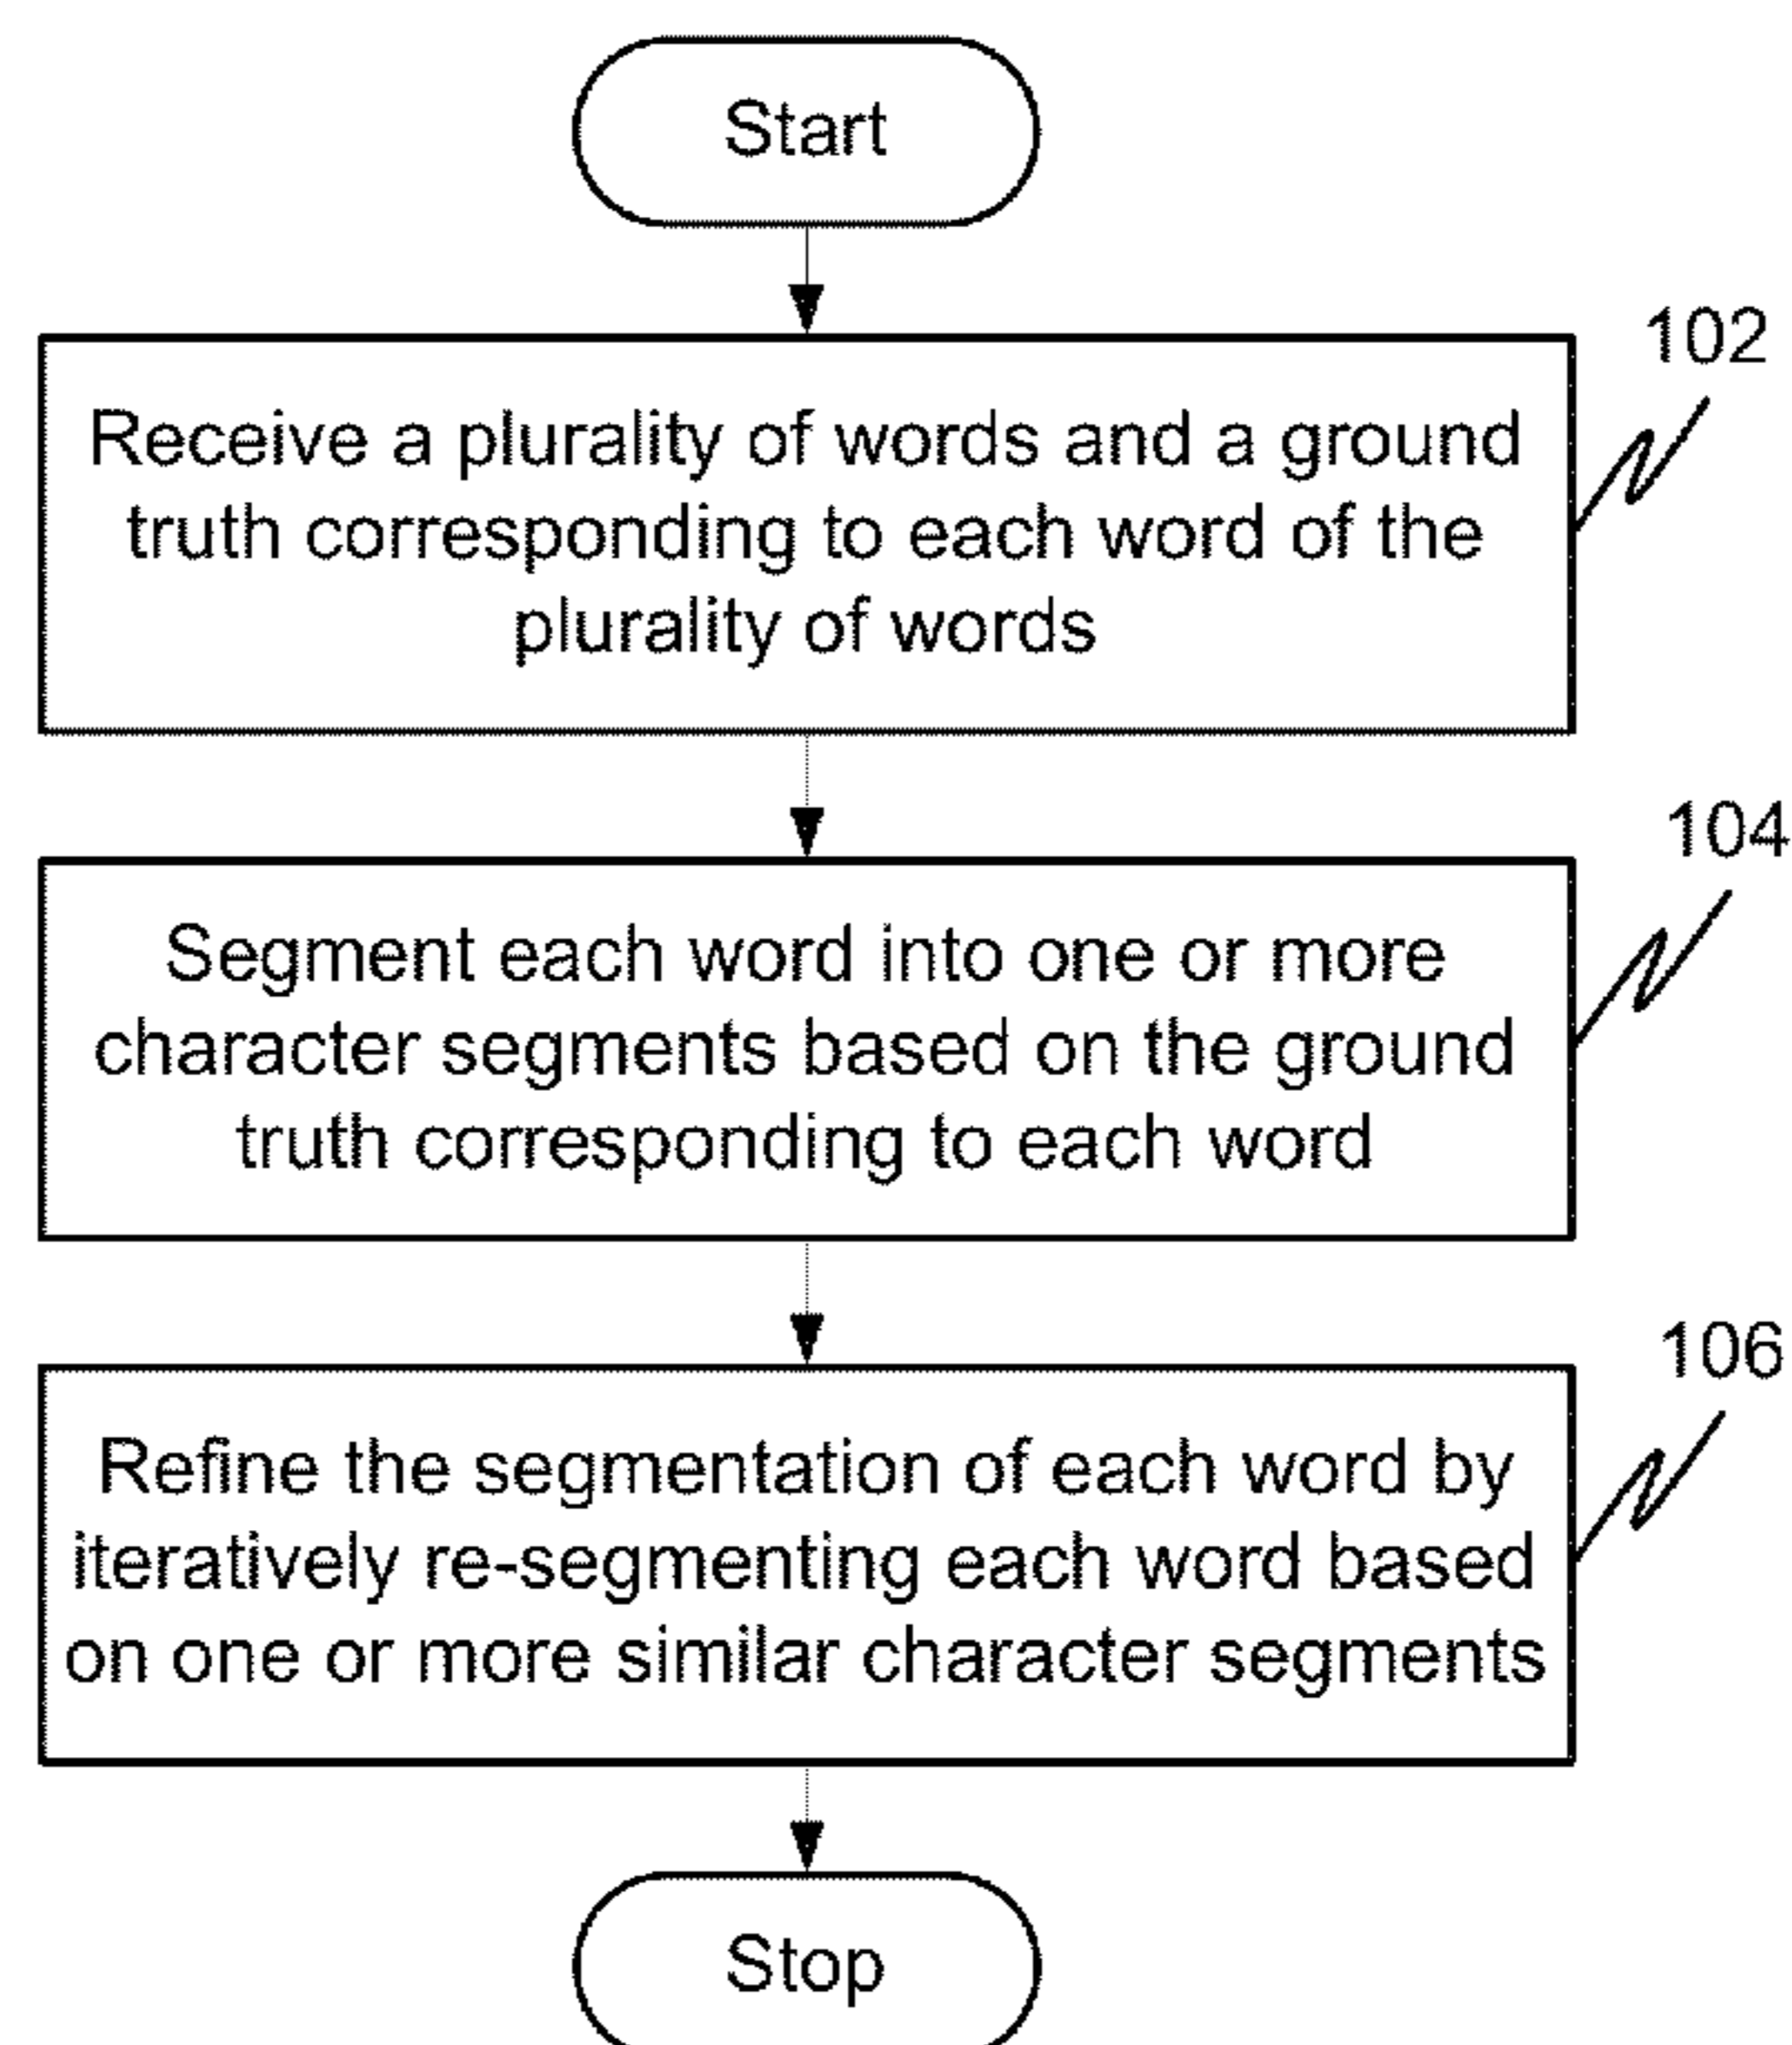 Start
102
Receive a plurality of words and a ground
truth corresponding to each word of the
plurality of words
104
Segment each word into one or more
character segments based on the ground
truth corresponding to each word
106
Refine the segmentation of each word by
iteratively re-segmenting each word based
on one or more similar character segments
Stop